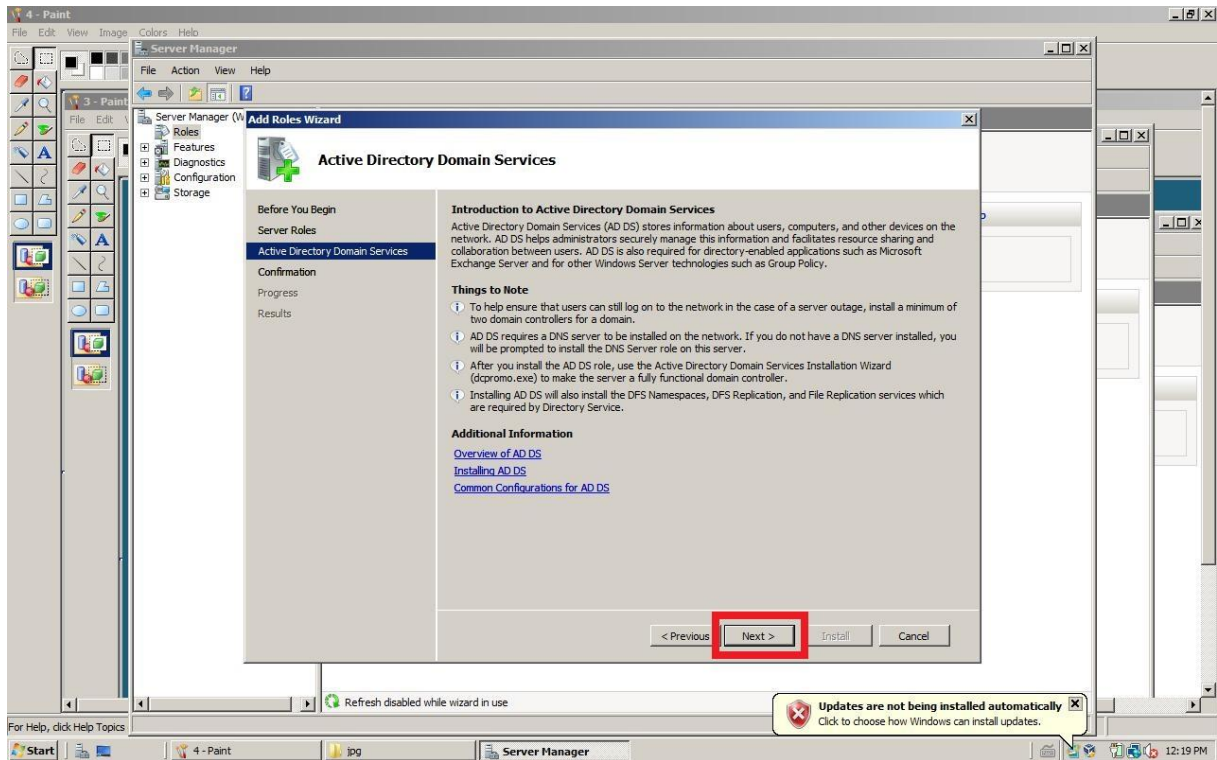 4 - Paint
File Edit View Image Colors Help
Server Manager
File Action View Help
3 - Paint
File Edit
Server Manager (W
Roles
Features
Diagnostics
Configuration
Storage
Add Roles Wizard
Active Directory Domain Services
Before You Begin
Server Roles
Active Directory Domain Services
Confirmation
Progress
Results
Introduction to Active Directory Domain Services
Active Directory Domain Services (AD DS) stores information about users, computers, and other devices on the
network. AD DS helps administrators securely manage this information and facilitates resource sharing and
collaboration between users. AD DS is also required for directory-enabled applications such as Microsoft
Exchange Server and for other Windows Server technologies such as Group Policy.
Things to Note
To help ensure that users can still log on to the network in the case of a server outage, install a minimum of
two domain controllers for a domain.
AD DS requires a DNS server to be installed on the network. If you do not have a DNS server installed, you
will be prompted to install the DNS Server role on this server.
After you install the AD DS role, use the Active Directory Domain Services Installation Wizard
(dcpromo.exe) to make the server a fully functional domain controller.
Installing AD DS will also install the DFS Namespaces, DFS Replication, and File Replication services which
are required by Directory Service.
Additional Information
Overview of AD DS
Installing AD DS
Common Configurations for AD DS
< Previous Next > Install Cancel
Refresh disabled while wizard in use
Updates are not being installed automatically
Click to choose how Windows can install updates.
For Help, click Help Topics
Start 4 - Paint jpg Server Manager 12:19 PM